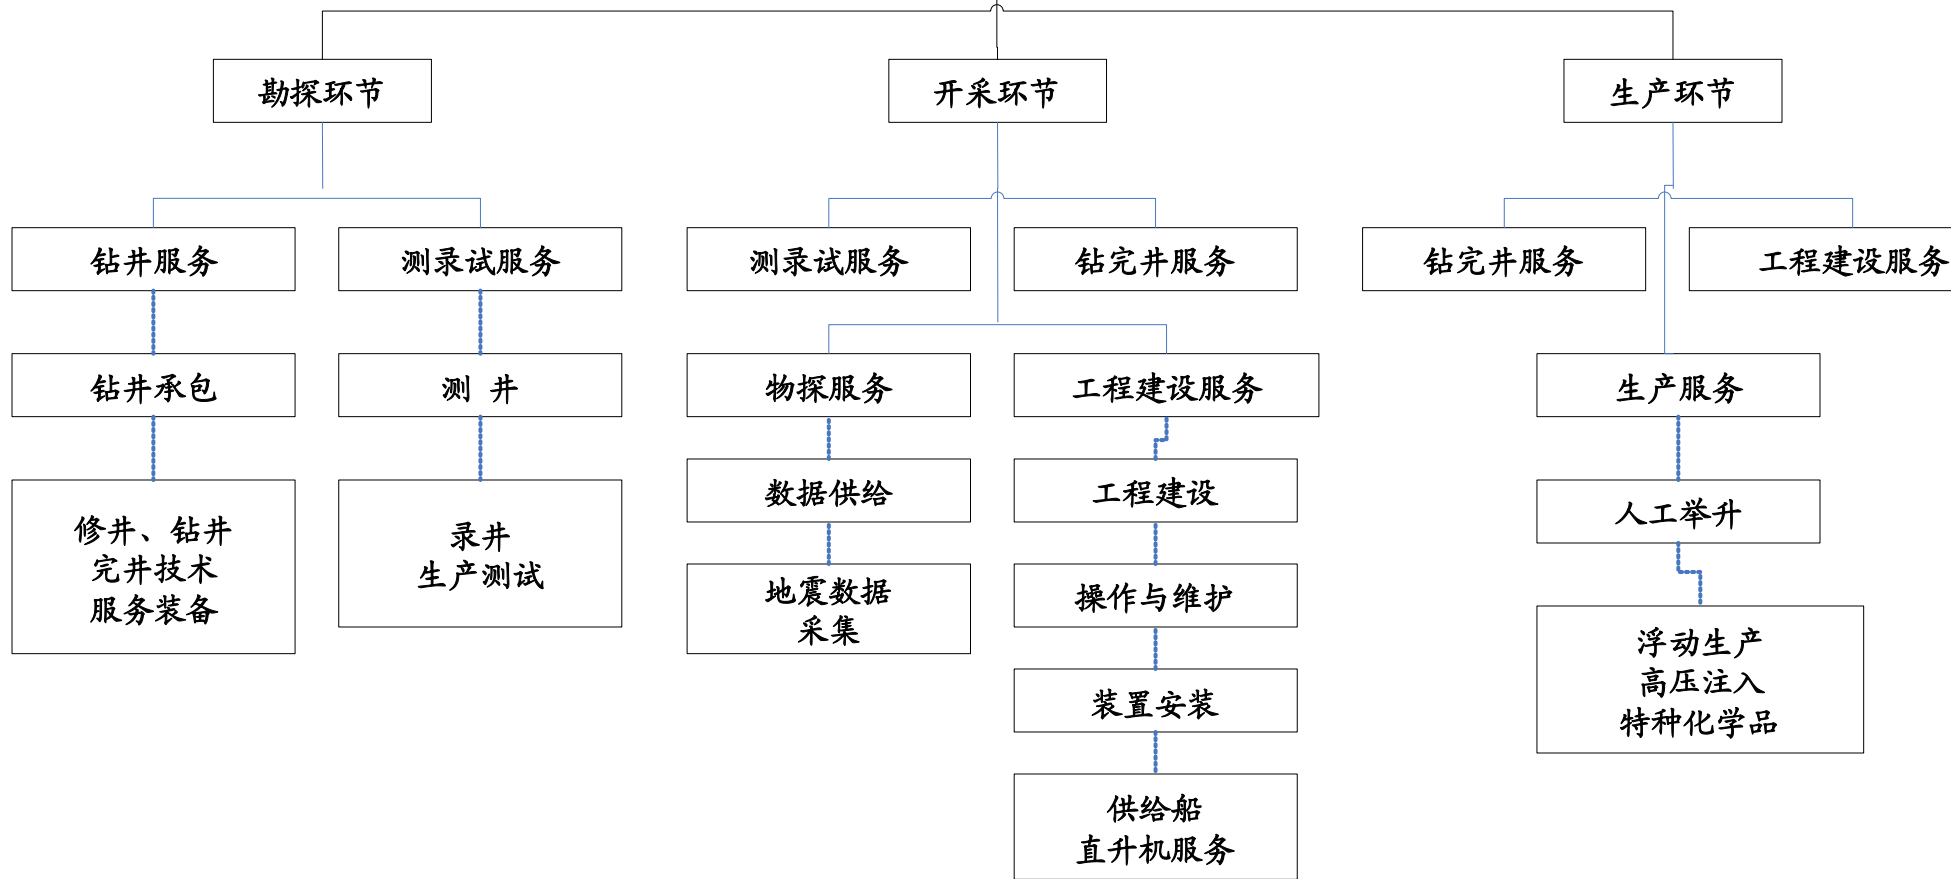 勘探环节
开采环节
生产环节
钻井服务
测录试服务
测录试服务
钻完井服务
钻完井服务
工程建设服务
钻井承包
测 井
物探服务
工程建设服务
生产服务
修井、钻井
完井技术
服务装备
录井
生产测试
数据供给
工程建设
人工举升
地震数据
采集
操作与维护
浮动生产
高压注入
特种化学品
装置安装
供给船
直升机服务